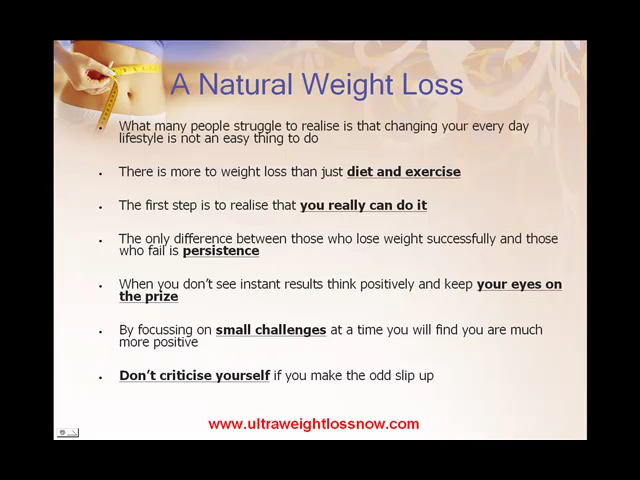 A Natural Weight Loss
What many people struggle to realise is that changing your every day
lifestyle is not an easy thing to do
There is more to weight loss than just diet and exercise
The first step is to realise that you really can do it
The only difference between those who lose weight successfully and those
who fail is persistence
When you don't see instant results think positively and keep your eyes on
the prize
By focussing on small challenges at a time you will find you are much
more positive
Don't criticise yourself if you make the odd slip up
www.ultraweightlossnow.com